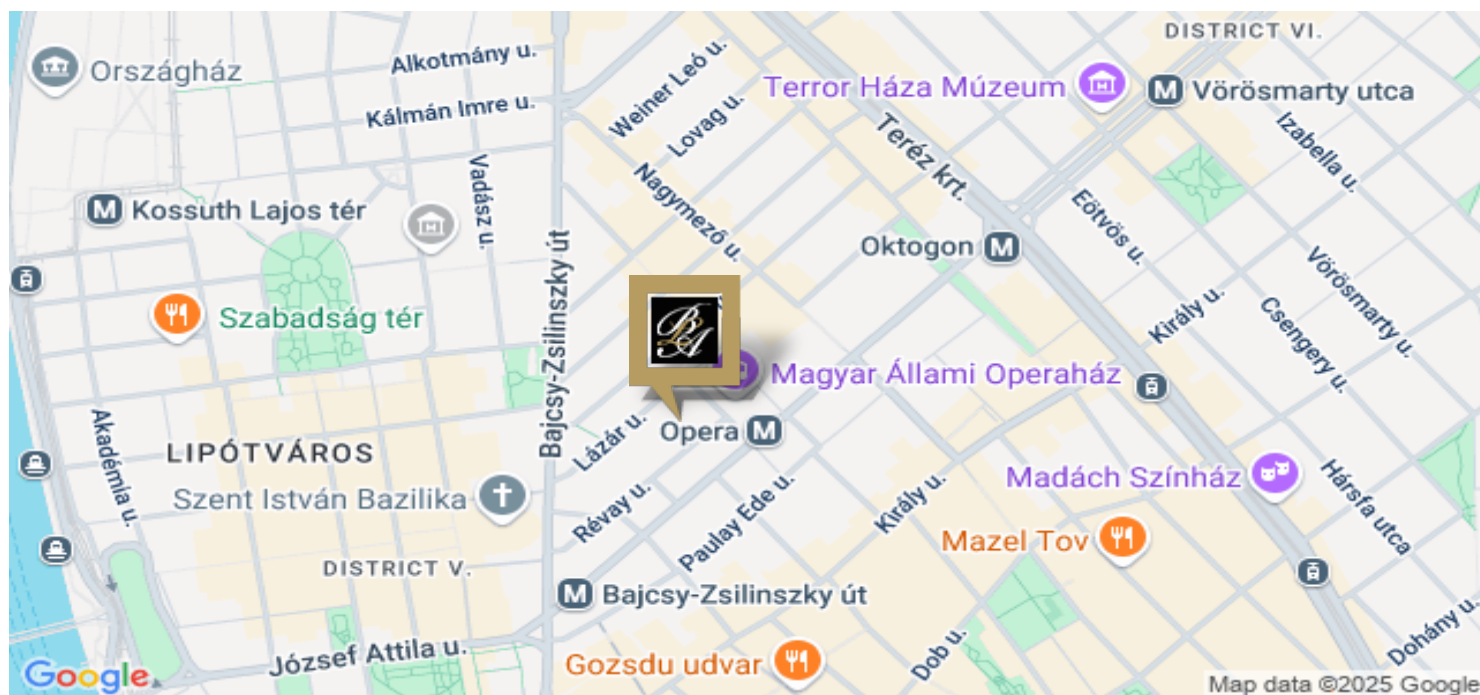 DISTRICT VI.
Alkotmány u.
Országház
Weiner Leó u.
Terror Háza Múzeum
M Vörösmarty utca
Kálmán Imre u.
Lovag u.
Teréz krt.
Izabella u.
Vadász u.
Nagymező u.
Eötvös u.
M Kossuth Lajos tér
Oktogon M
Vörösmarty u.
Bajcsy-Zsilinszky út
Király u.
Csengery u.
Szabadság tér
BLA
Magyar Állami Operaház
Akadémia u.
Lázár u.
Opera M
LIPÓTVÁROS
Madách Színház
Hársfa utca
Szent István Bazilika
Révay u.
Paulay Ede u.
Király u.
Mazel Tov
DISTRICT V.
M Bajcsy-Zsilinszky út
Dohány u.
József Attila u.
Gozsdu udvar
Dob u.
Google
Map data ©2025 Google